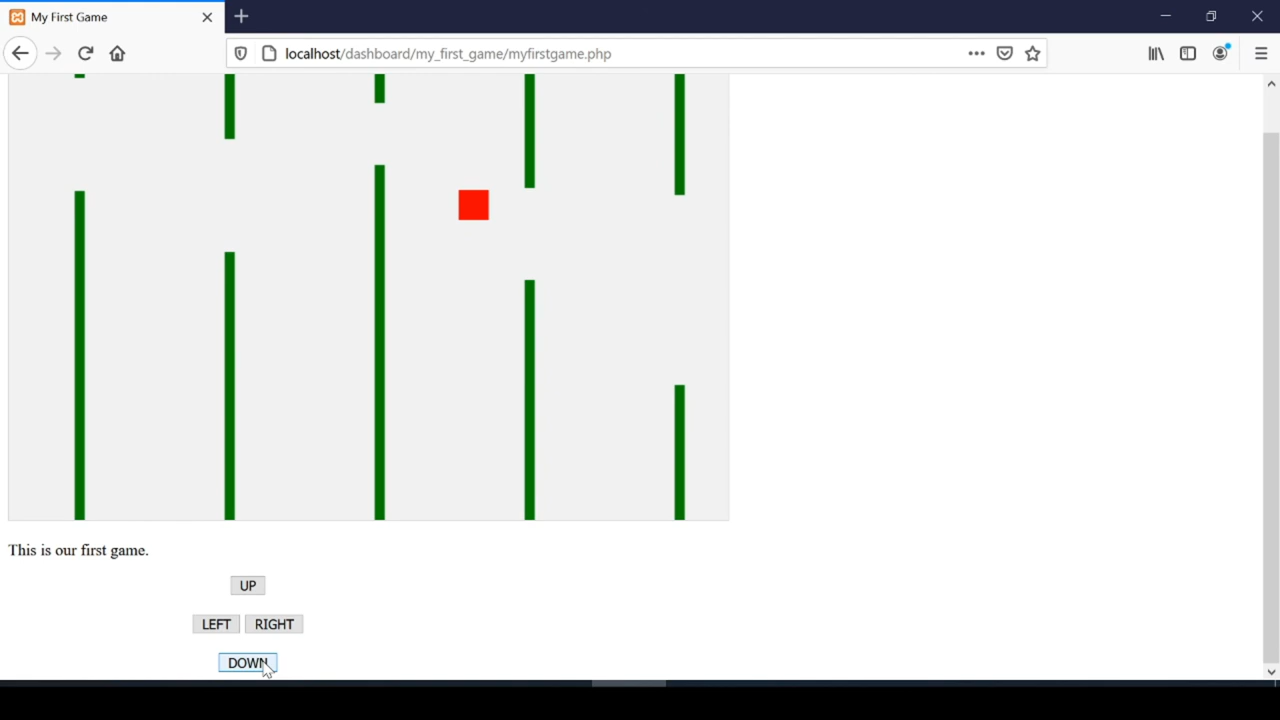 My First Game
localhost/dashboard/my_first_game/myfirstgame.php
This is our first game.
UP
LEFT RIGHT
DOWN